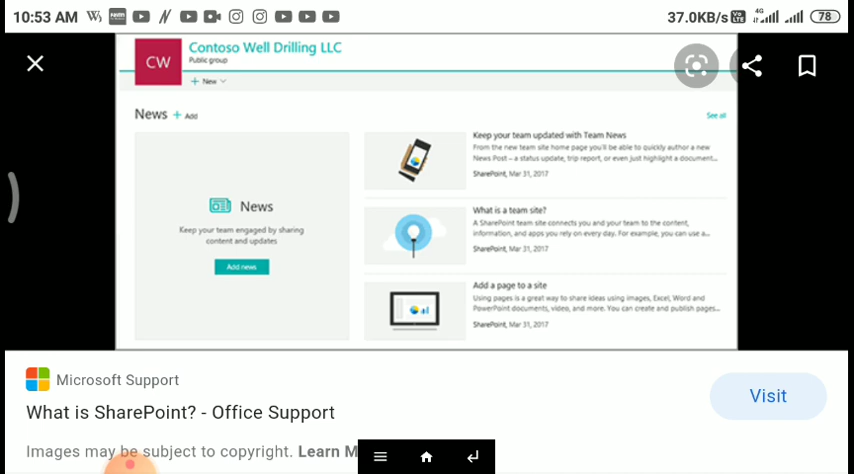 10:53 AM
37.0KB/s
4G
78
CW
Contoso Well Drilling LLC
Public group
+ New
News + Add
See all
News
Keep your team engaged by sharing
content and updates
Add news
Keep your team updated with Team News
From the new team site home page you'll be able to quickly author a new
News Post – a status update, trip report, or even just highlight a document...
SharePoint, Mar 31, 2017
What is a team site?
A SharePoint team site connects you and your team to the content,
information, and apps you rely on every day. For example, you can use a...
SharePoint, Mar 31, 2017
Add a page to a site
Using pages is a great way to share ideas using images, Excel, Word and
PowerPoint documents, video, and more. You can create and publish pages...
SharePoint, Mar 31, 2017
Microsoft Support
What is SharePoint? - Office Support
Visit
Images may be subject to copyright. Learn M